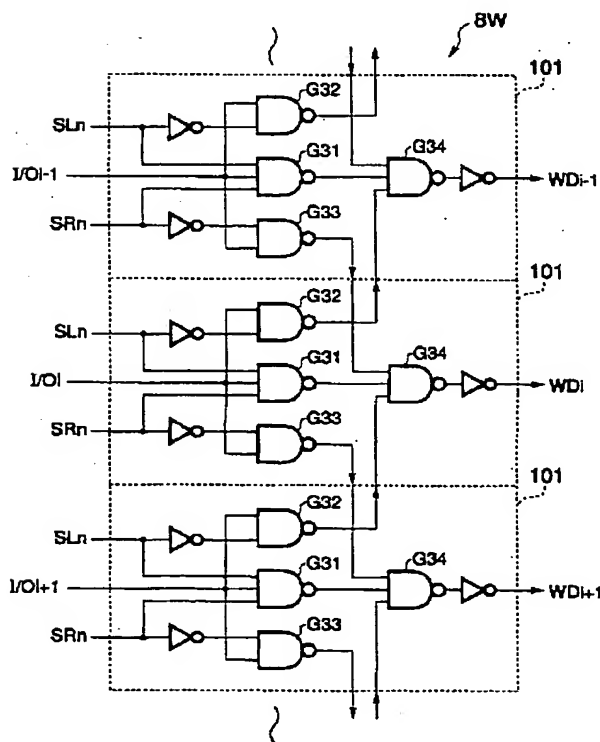 8W
101
G32
SLn
G31
G34
I/Oi-1
WDi-1
G33
SRn
101
G32
SLn
G31
G34
I/Oi
WDi
G33
SRn
101
G32
SLn
G31
G34
I/Oi+1
WDi+1
G33
SRn